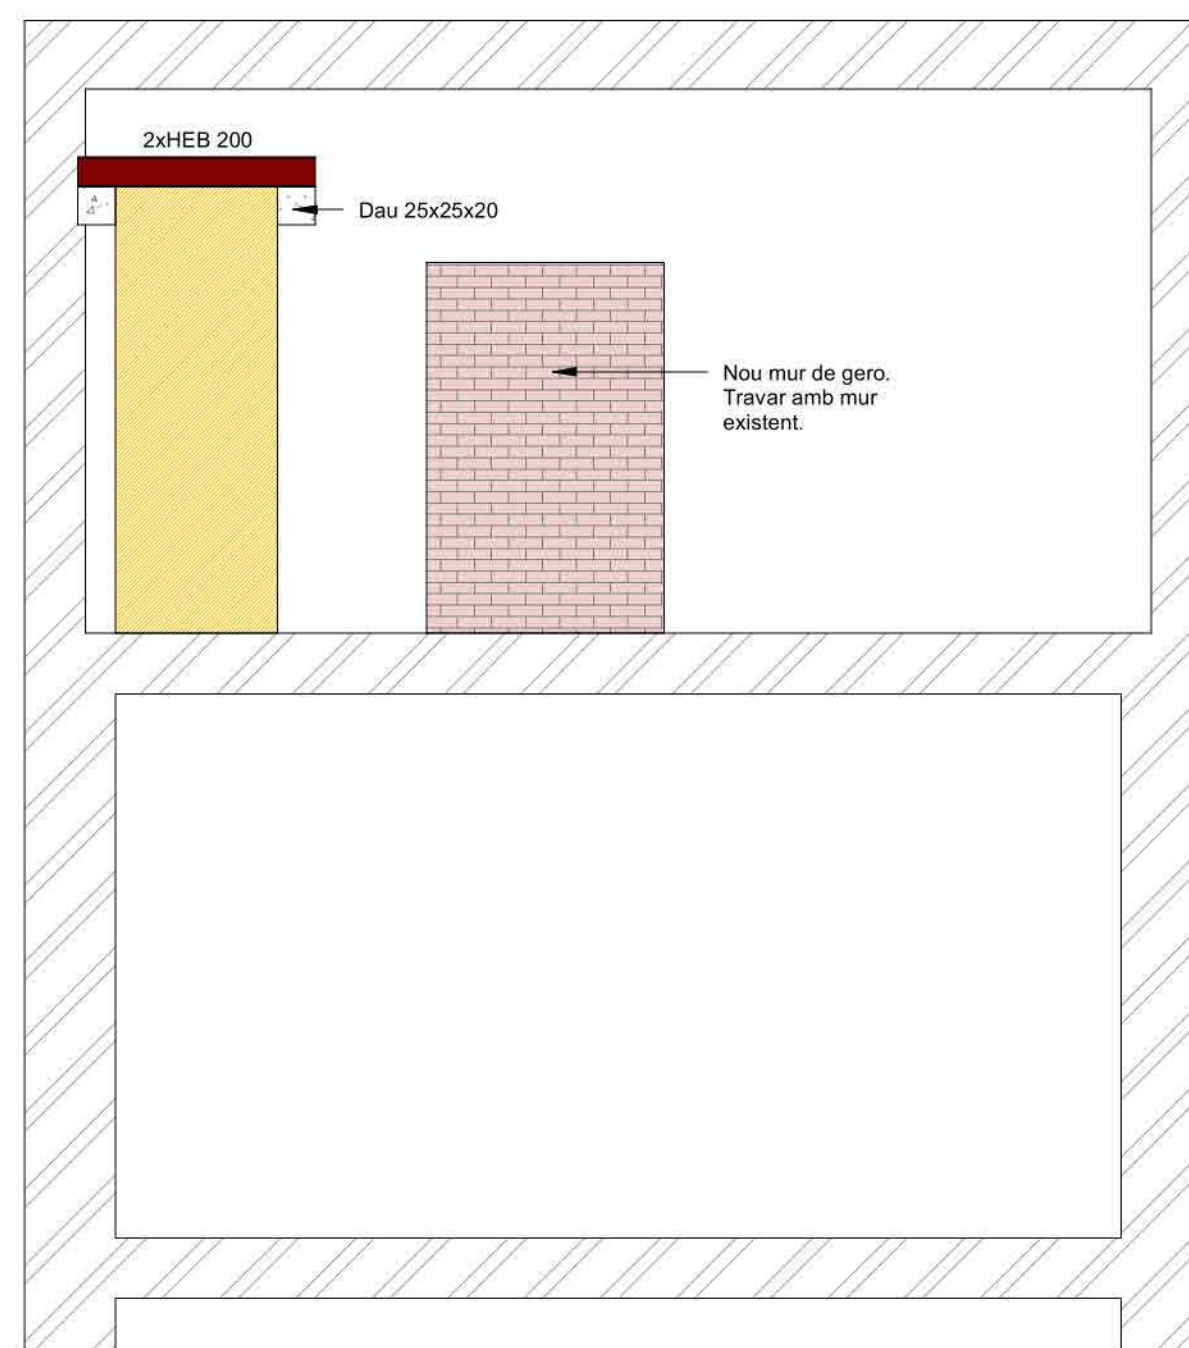 2xHEB 200
Dau 25x25x20
Nou mur de gero.
Travar amb mur
existent.